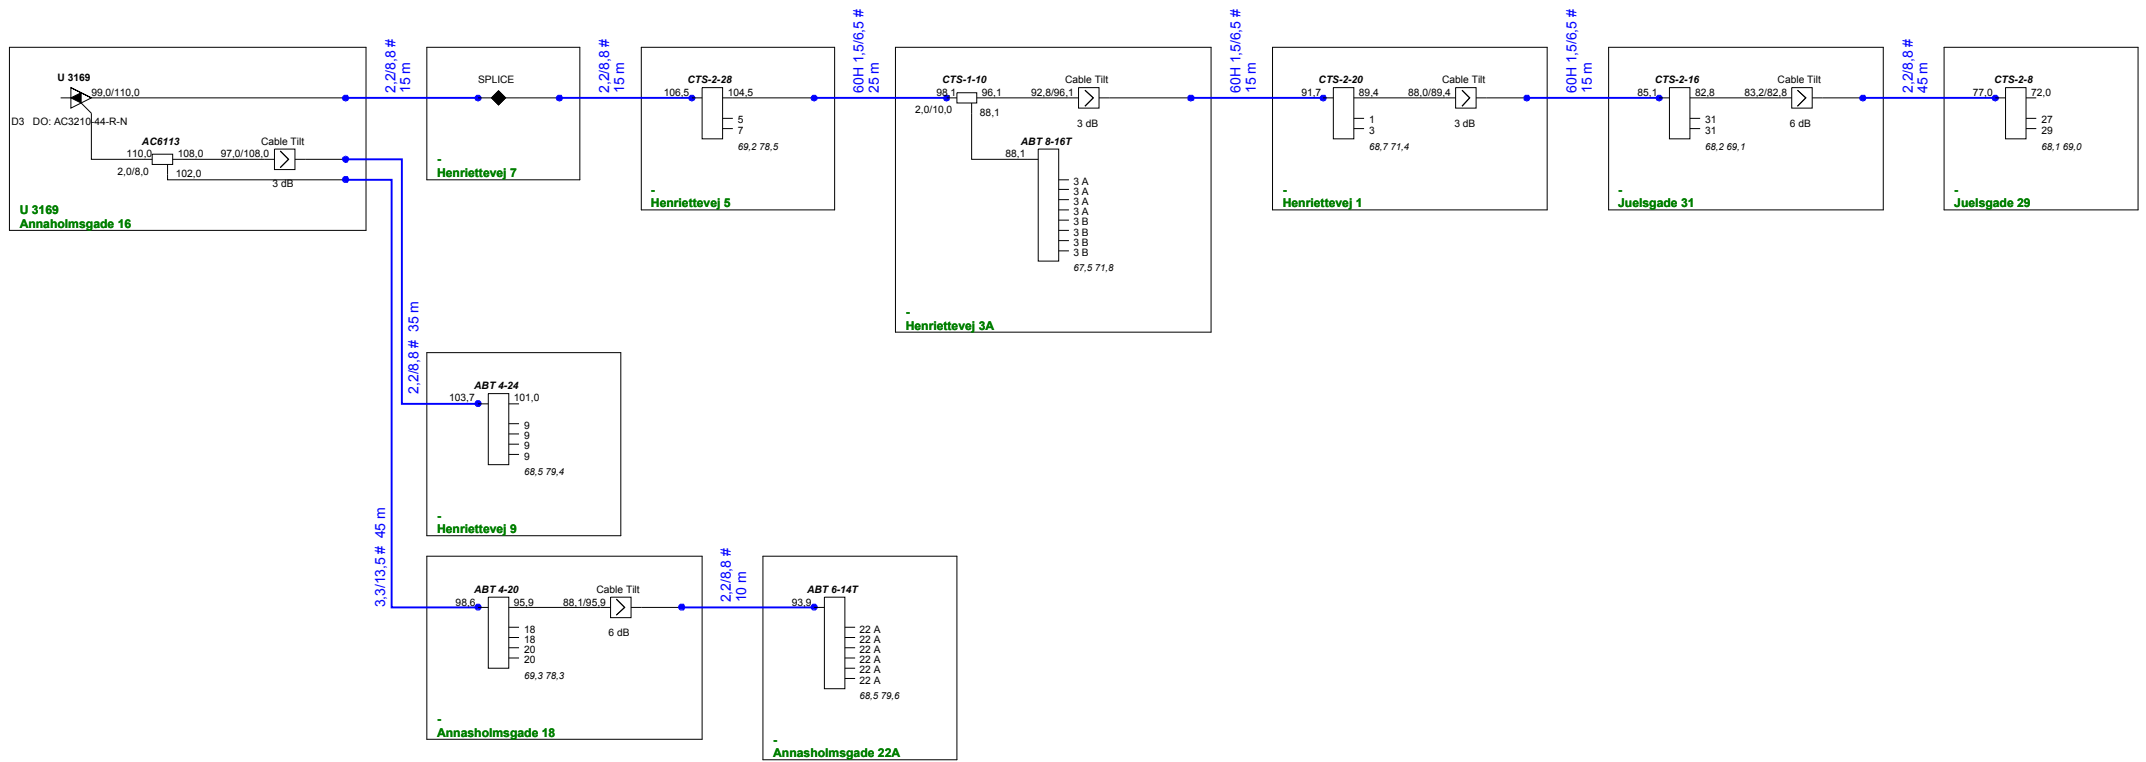 U 3169
99,0/110,0
D3 DO: AC3210-44-R-N
AC6113
110,0
108,0
2,0/8,0
102,0
Cable Tilt
97,0/108,0
3 dB
U 3169
Annaholmsgade 16
2,2/8,8 #
15 m
SPLICE
-
Henriettevej 7
2,2/8,8 #
15 m
CTS-2-28
106,5
104,5
5
7
69,2 78,5
-
Henriettevej 5
60H 1,5/6,5 #
25 m
CTS-1-10
98,1
96,1
2,0/10,0
88,1
Cable Tilt
92,8/96,1
3 dB
ABT 8-16T
88,1
3 A
3 A
3 A
3 A
3 B
3 B
3 B
3 B
67,5 71,8
-
Henriettevej 3A
60H 1,5/6,5 #
15 m
CTS-2-20
91,7
89,4
1
3
68,7 71,4
Cable Tilt
88,0/89,4
3 dB
-
Henriettevej 1
60H 1,5/6,5 #
15 m
CTS-2-16
85,1
82,8
31
31
68,2 69,1
Cable Tilt
83,2/82,8
6 dB
-
Juelsgade 31
2,2/8,8 #
45 m
CTS-2-8
77,0
72,0
27
29
68,1 69,0
-
Juelsgade 29
2,2/8,8 # 35 m
ABT 4-24
103,7
101,0
9
9
9
9
68,5 79,4
-
Henriettevej 9
3,3/13,5 # 45 m
ABT 4-20
98,6
95,9
18
18
20
20
69,3 78,3
Cable Tilt
88,1/95,9
6 dB
-
Annasholmsgade 18
2,2/8,8 #
10 m
ABT 6-14T
93,9
22 A
22 A
22 A
22 A
22 A
22 A
68,5 79,6
-
Annasholmsgade 22A